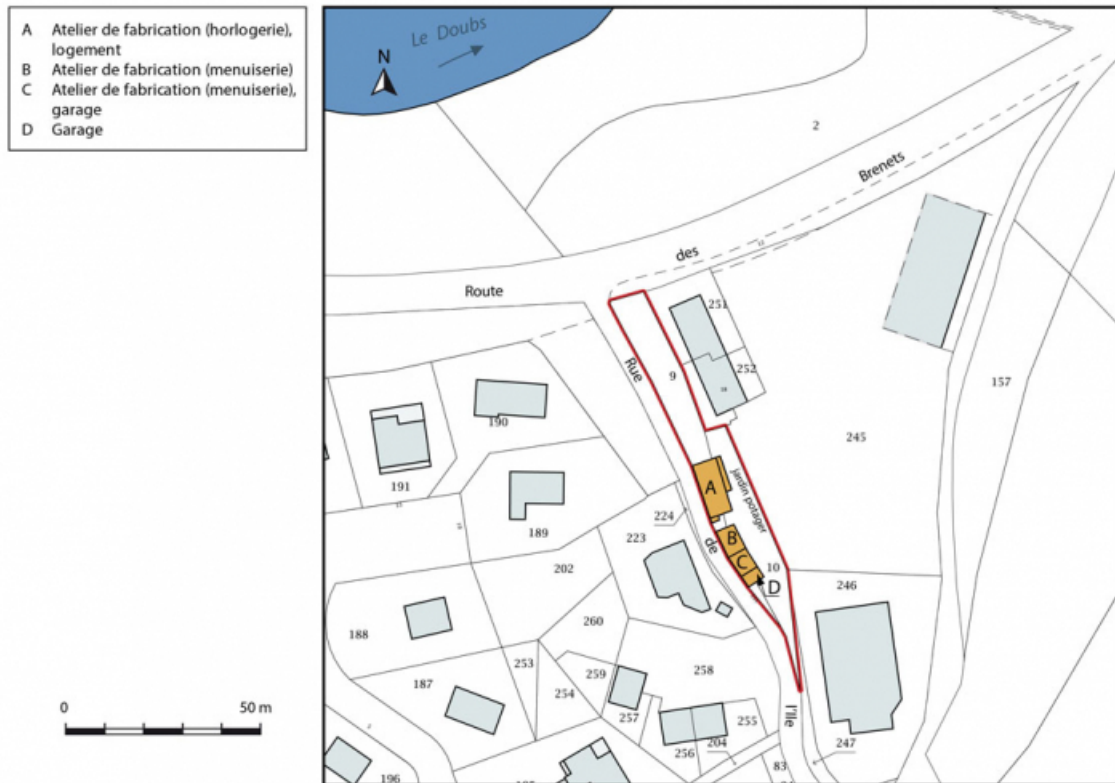 A Atelier de fabrication (horlogerie),
logement
B Atelier de fabrication (menuiserie)
C Atelier de fabrication (menuiserie),
garage
D Garage
Le Doubs
N
2
Brenets
des
Route
251
Rue
9
252
157
190
245
191
A
jardin potager
224
189
223
de
B
C
10
D
246
202
188
260
253
259
258
187
254
257
255
l'Ile
0 50 m
256
204
247
83
196